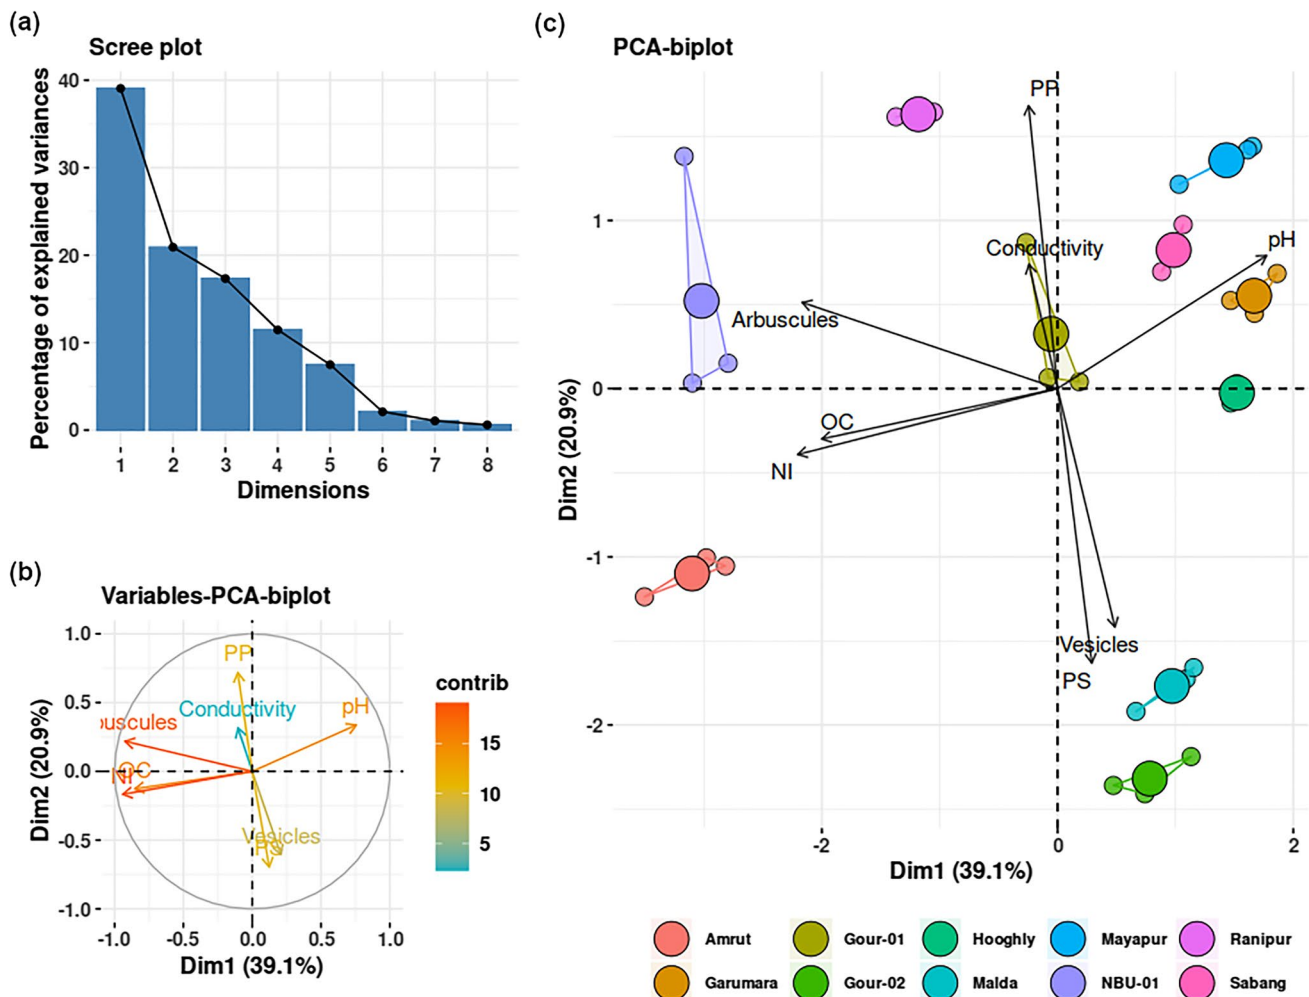 (a)
Scree plot
Percentage of explained variances
40
30
20
10
0
1 2 3 4 5 6 7 8
Dimensions
(b)
Variables-PCA-biplot
Dim2 (20.9%)
1.0
0.5
0.0
-0.5
-1.0
PP
Conductivity
pH
buscules
OC
NI
Vesicles
PS
-1.0 -0.5 0.0 0.5 1.0
Dim1 (39.1%)
contrib
15
10
5
(c)
PCA-biplot
Dim2 (20.9%)
1
0
-1
-2
PP
Conductivity
pH
Arbuscules
OC
NI
Vesicles
PS
-2 0 2
Dim1 (39.1%)
Amrut Gour-01 Hooghly Mayapur Ranipur
Garumara Gour-02 Malda NBU-01 Sabang